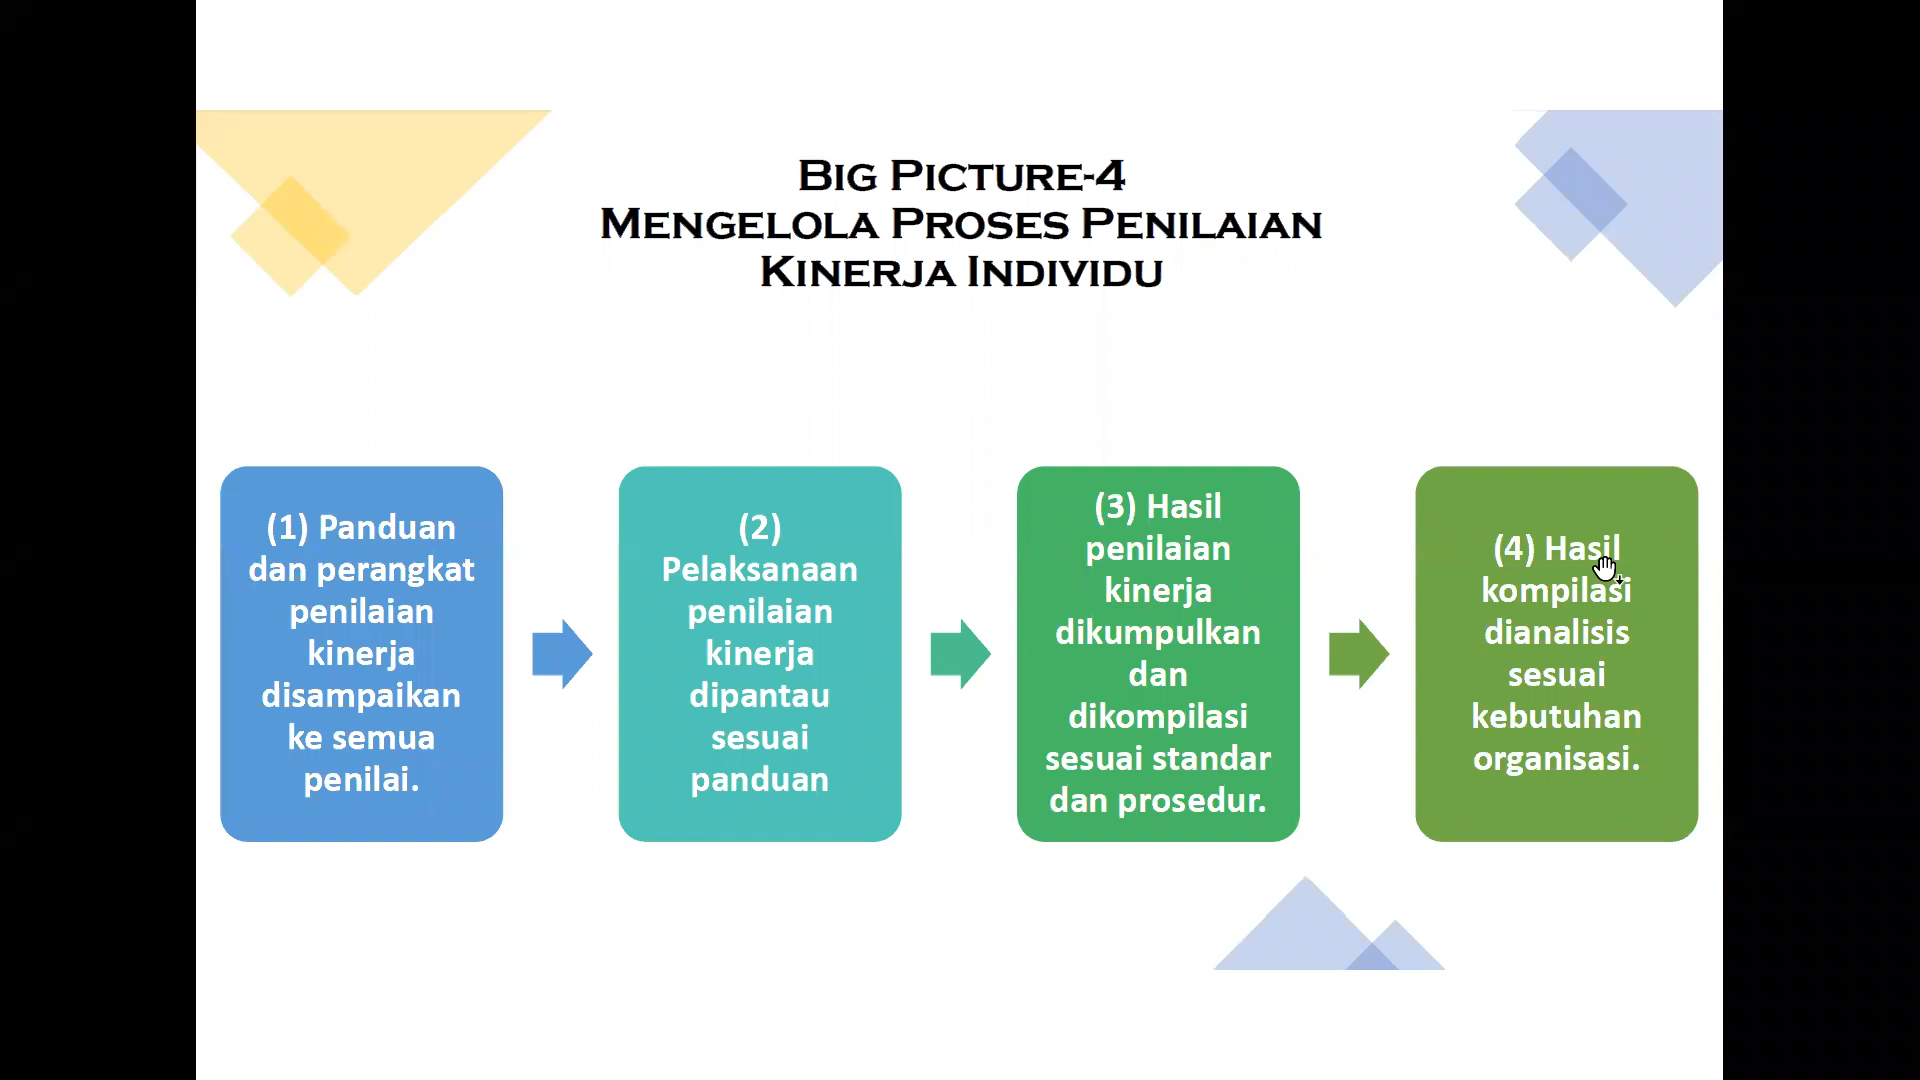 BIG PICTURE-4
MENGELOLA PROSES PENILAIAN
KINERJA INDIVIDU
(1) Panduan
dan perangkat
penilaian
kinerja
disampaikan
ke semua
penilai.
(2)
Pelaksanaan
penilaian
kinerja
dipantau
sesuai
panduan
(3) Hasil
penilaian
kinerja
dikumpulkan
dan
dikompilasi
sesuai standar
dan prosedur.
(4) Hasil
kompilasi
dianalisis
sesuai
kebutuhan
organisasi.